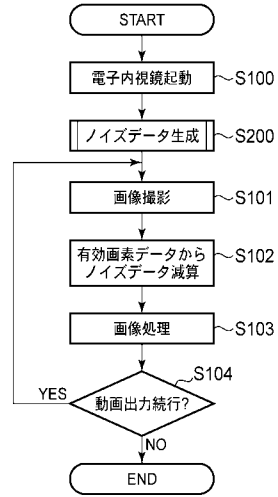 START
電子内視鏡起動 S100
ノイズデータ生成 S200
画像撮影 S101
有効画素データから
ノイズデータ減算 S102
画像処理 S103
S104
YES 動画出力続行?
NO
END